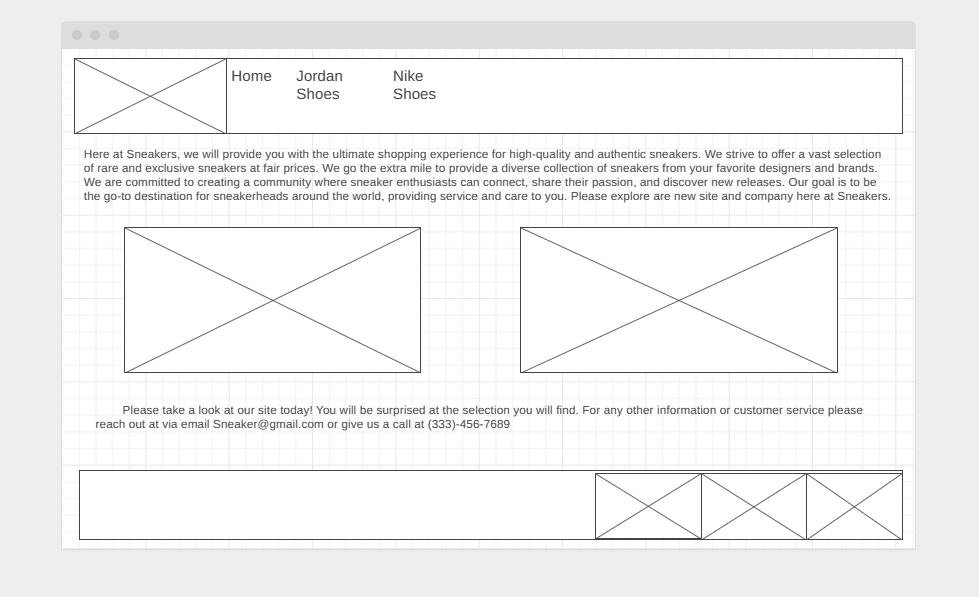 Home Jordan Nike
Shoes Shoes
Here at Sneakers, we will provide you with the ultimate shopping experience for high-quality and authentic sneakers. We strive to offer a vast selection
of rare and exclusive sneakers at fair prices. We go the extra mile to provide a diverse collection of sneakers from your favorite designers and brands.
We are committed to creating a community where sneaker enthusiasts can connect, share their passion, and discover new releases. Our goal is to be
the go-to destination for sneakerheads around the world, providing service and care to you. Please explore are new site and company here at Sneakers.
Please take a look at our site today! You will be surprised at the selection you will find. For any other information or customer service please
reach out at via email Sneaker@gmail.com or give us a call at (333)-456-7689